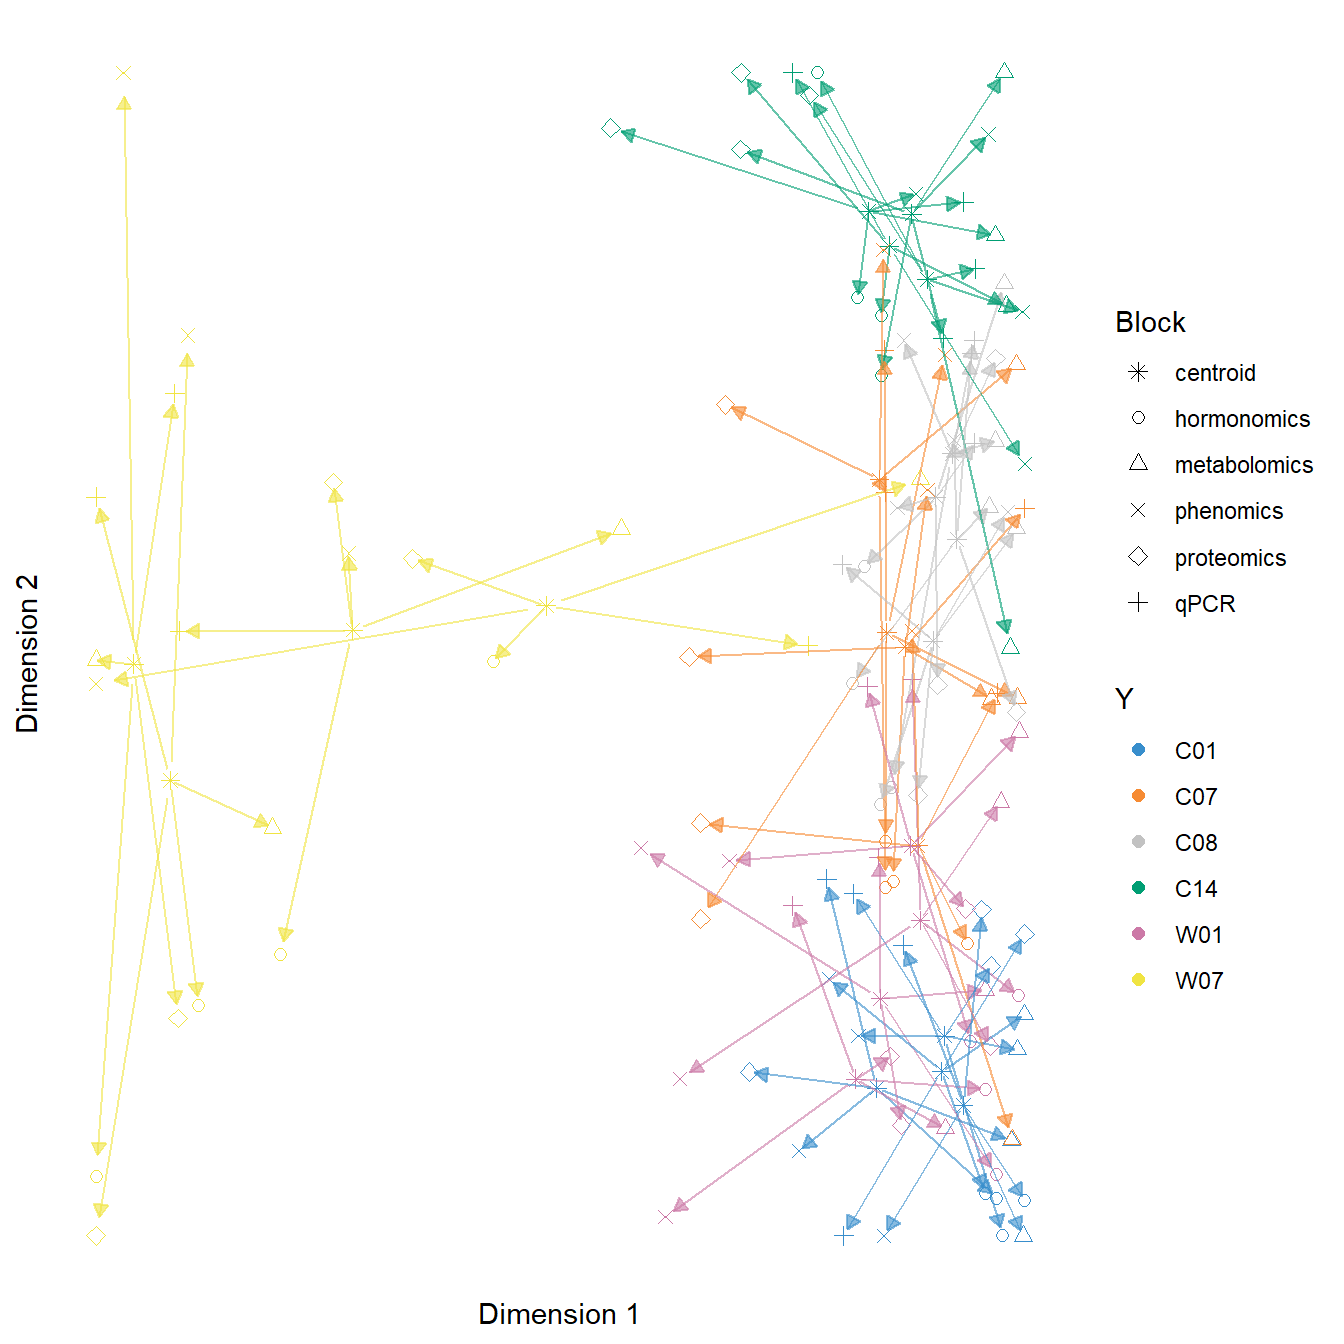 Block
centroid
hormonomics
metabolomics
phenomics
proteomics
qPCR
Y
C01
C07
C08
C14
W01
W07
Dimension 2
Dimension 1